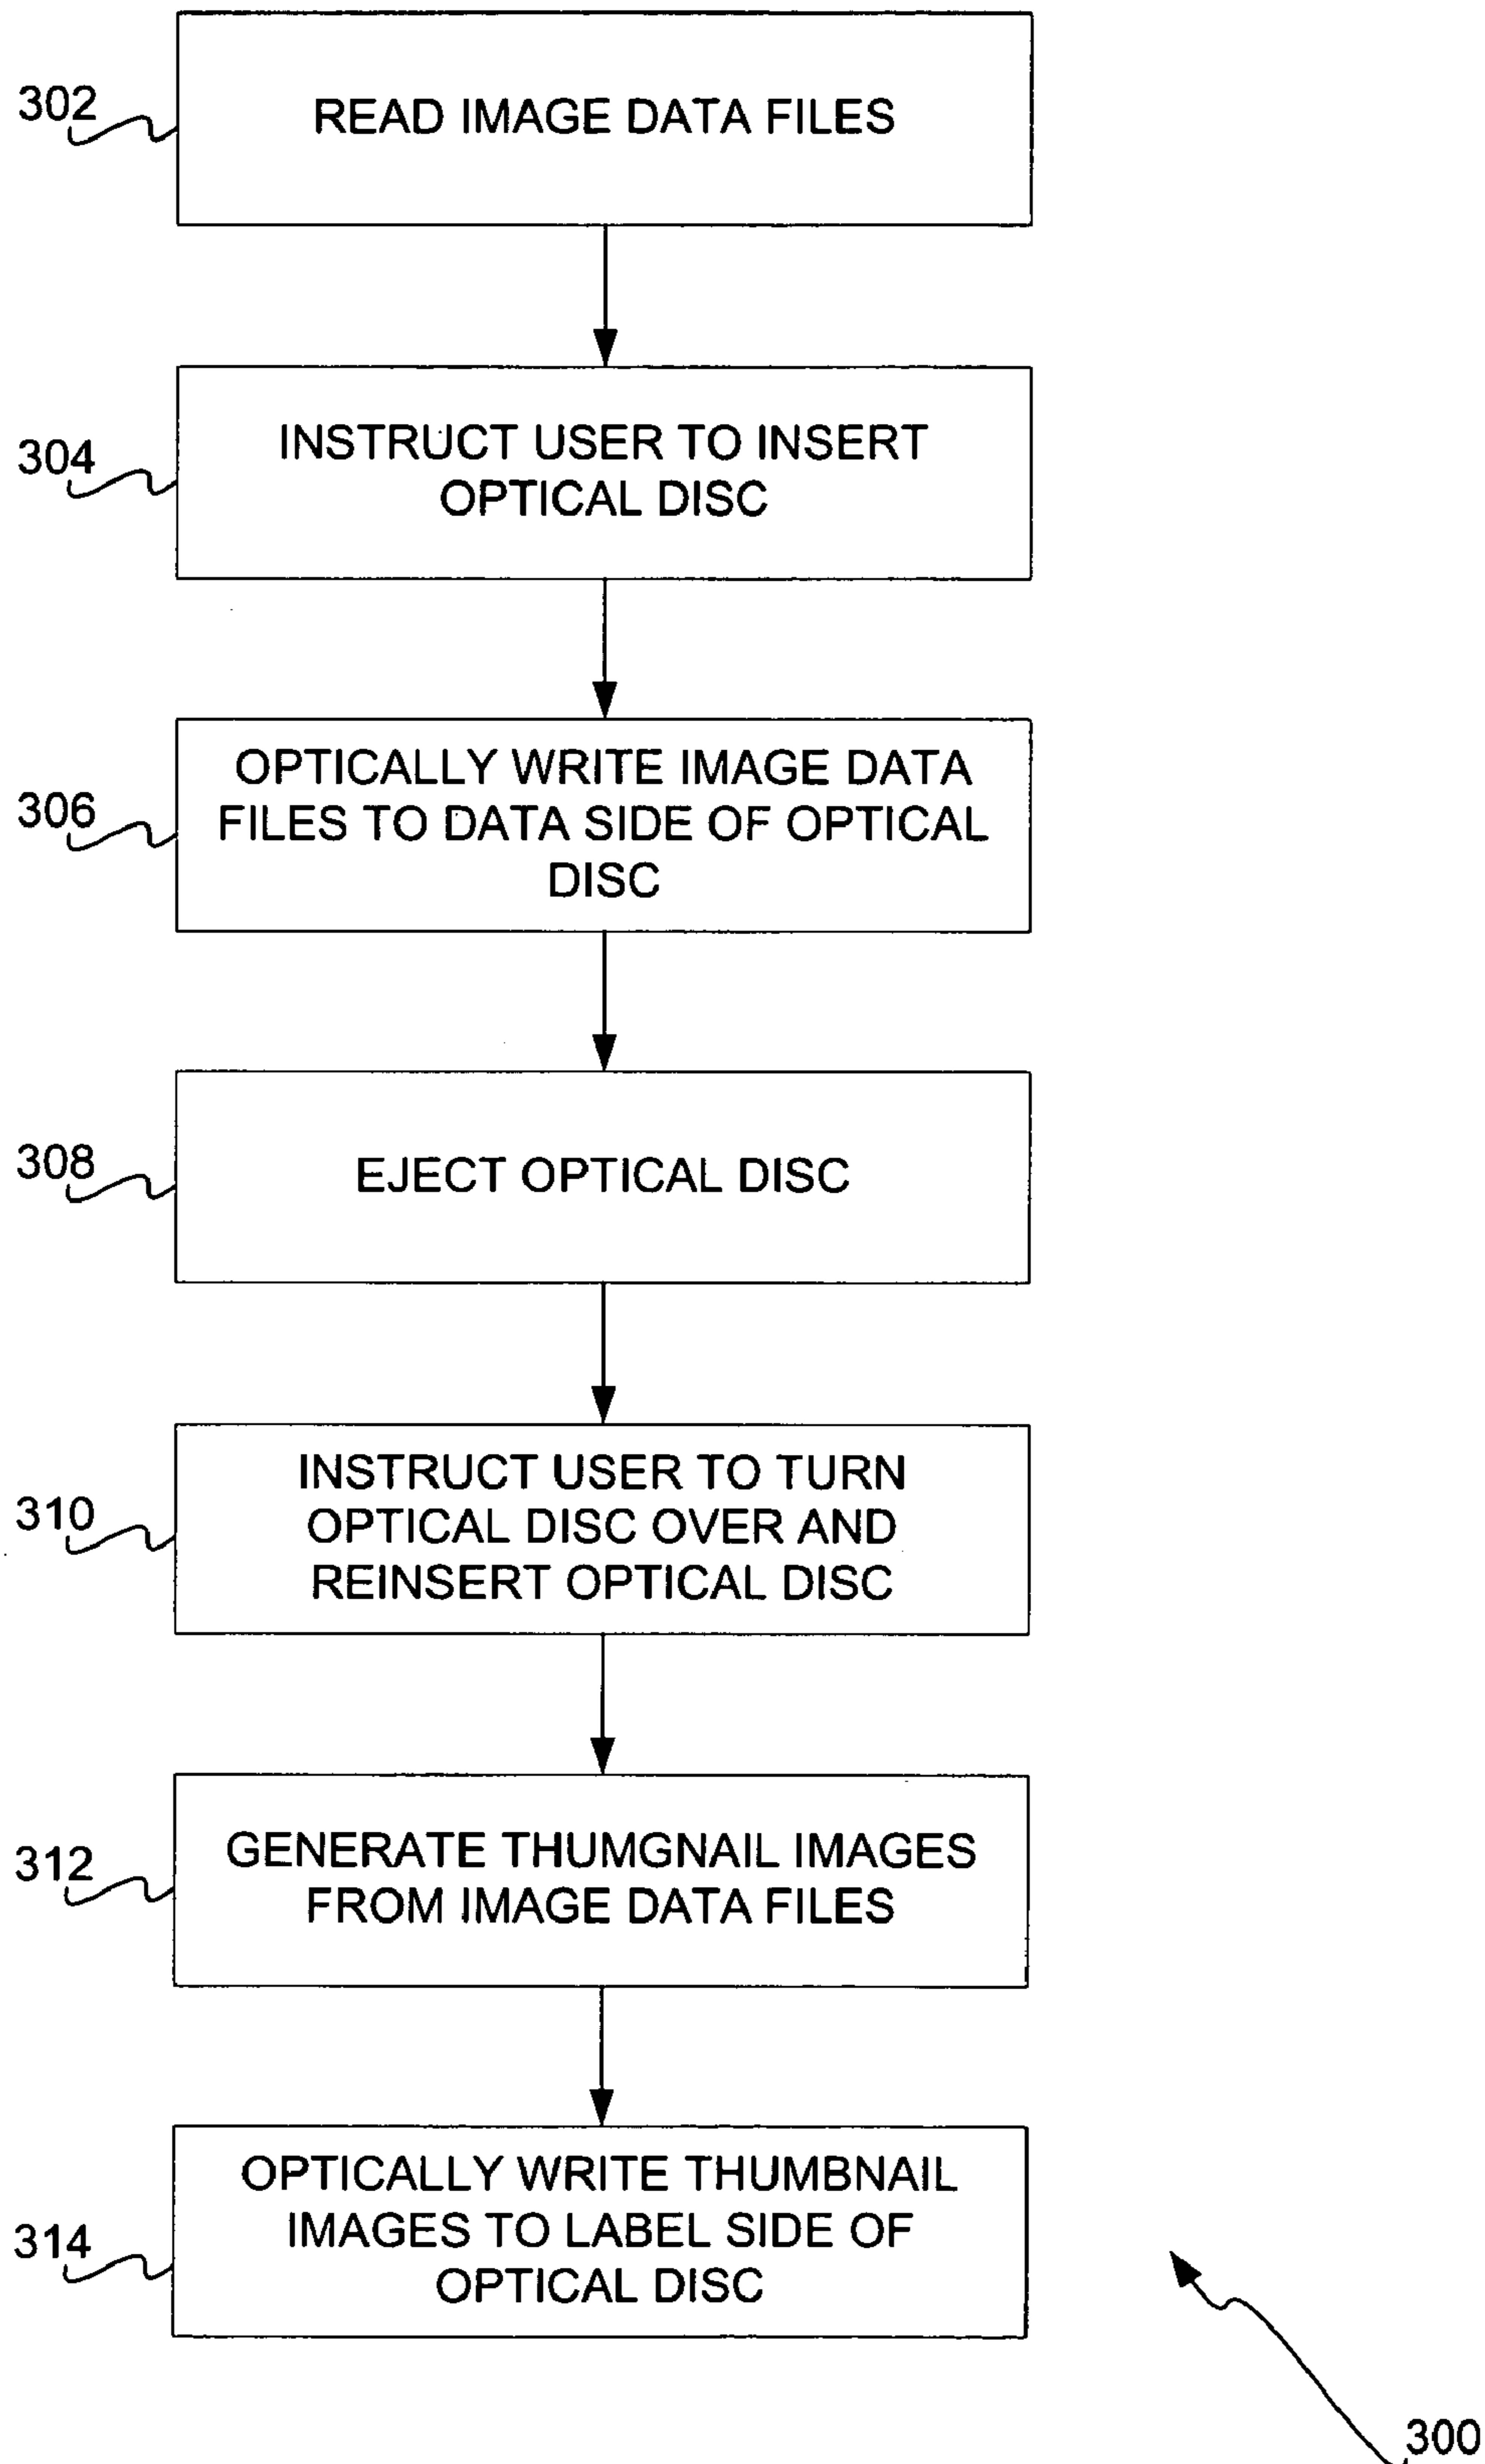 302
READ IMAGE DATA FILES
304
INSTRUCT USER TO INSERT
OPTICAL DISC
306
OPTICALLY WRITE IMAGE DATA
FILES TO DATA SIDE OF OPTICAL
DISC
308
EJECT OPTICAL DISC
310
INSTRUCT USER TO TURN
OPTICAL DISC OVER AND
REINSERT OPTICAL DISC
312
GENERATE THUMGNAIL IMAGES
FROM IMAGE DATA FILES
314
OPTICALLY WRITE THUMBNAIL
IMAGES TO LABEL SIDE OF
OPTICAL DISC
300